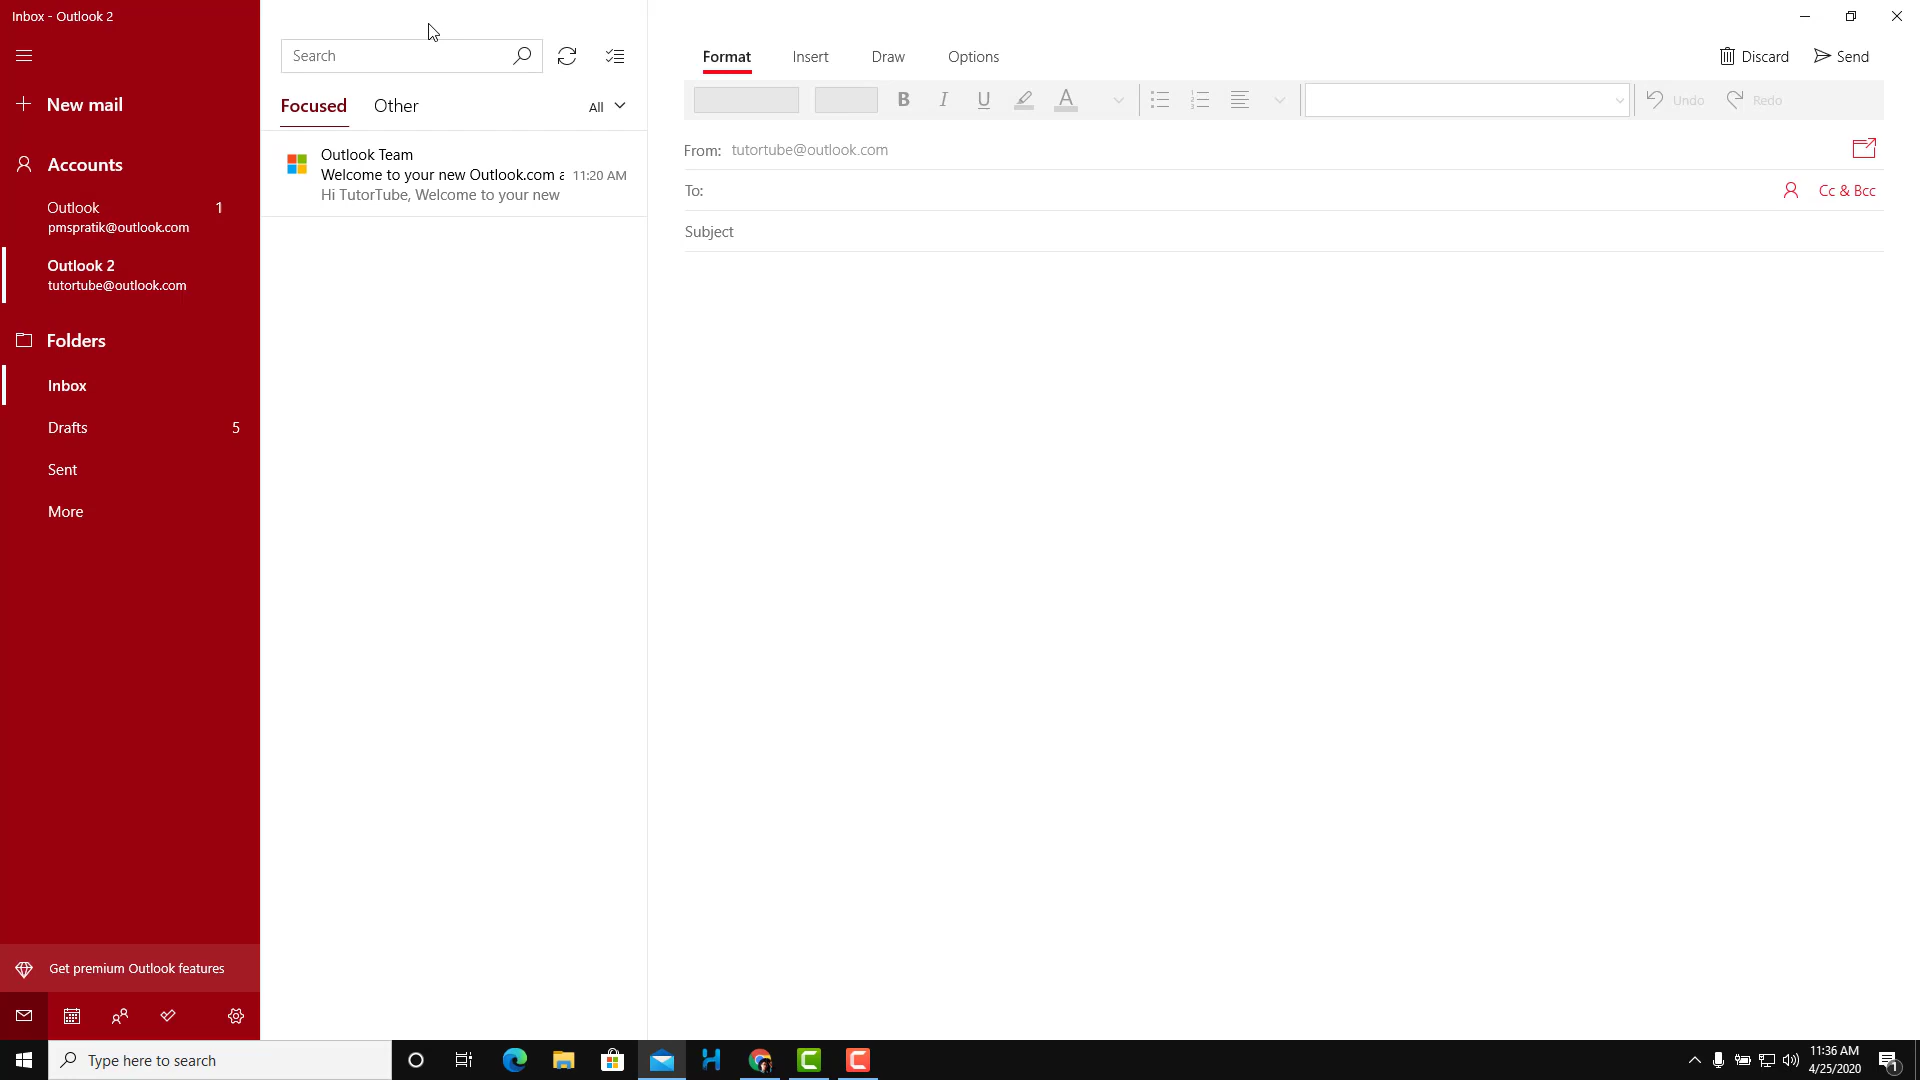 Inbox - Outlook 2
New mail
Accounts
Outlook 1
pmspratik@outlook.com
Outlook 2
tutortube@outlook.com
Folders
Inbox
Drafts 5
Sent
More
Get premium Outlook features
Search
Focused Other All
Outlook Team
Welcome to your new Outlook.com a 11:20 AM
Hi TutorTube, Welcome to your new
Format Insert Draw Options Discard Send
B I U A Undo Redo
From: tutortube@outlook.com
To: Cc & Bcc
Subject
Type here to search
11:36 AM
4/25/2020
1